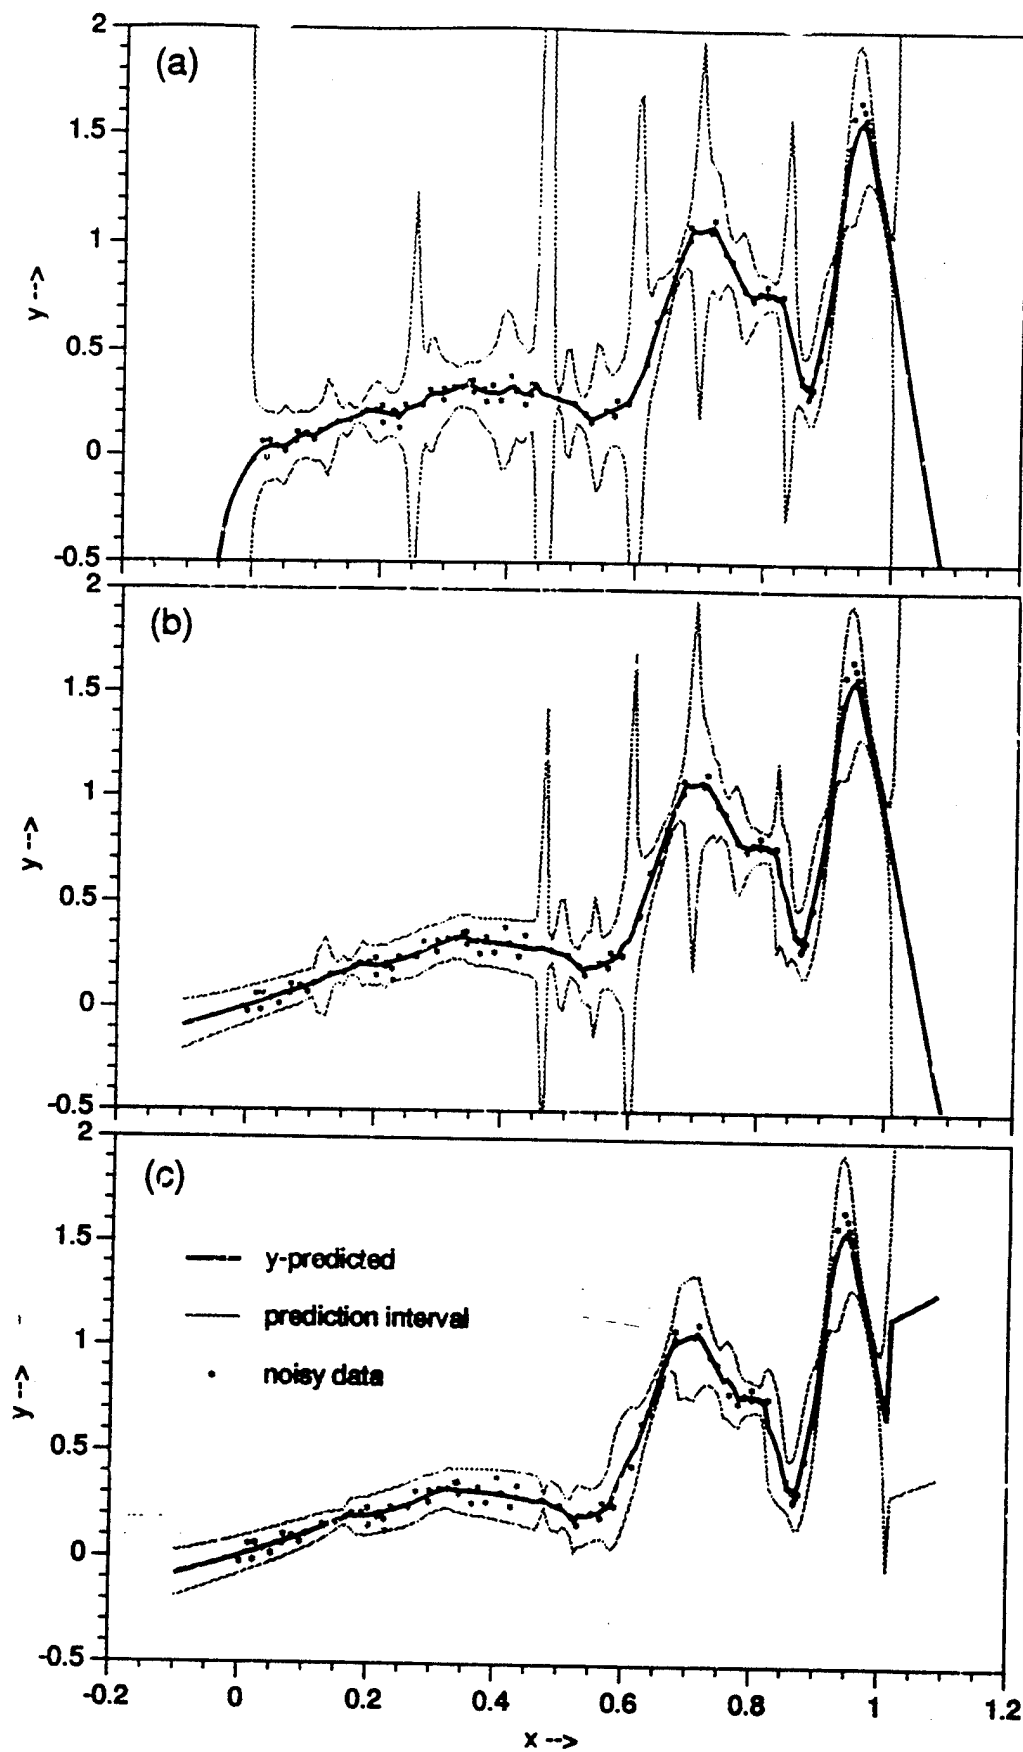 2
(a)
1.5
1
y -->
0.5
0
-0.5
2
(b)
1.5
1
y -->
0.5
0
-0.5
2
(c)
1.5
y-predicted
prediction interval
1
noisy data
y -->
0.5
0
-0.5
-0.2 0 0.2 0.4 0.6 0.8 1 1.2
x -->